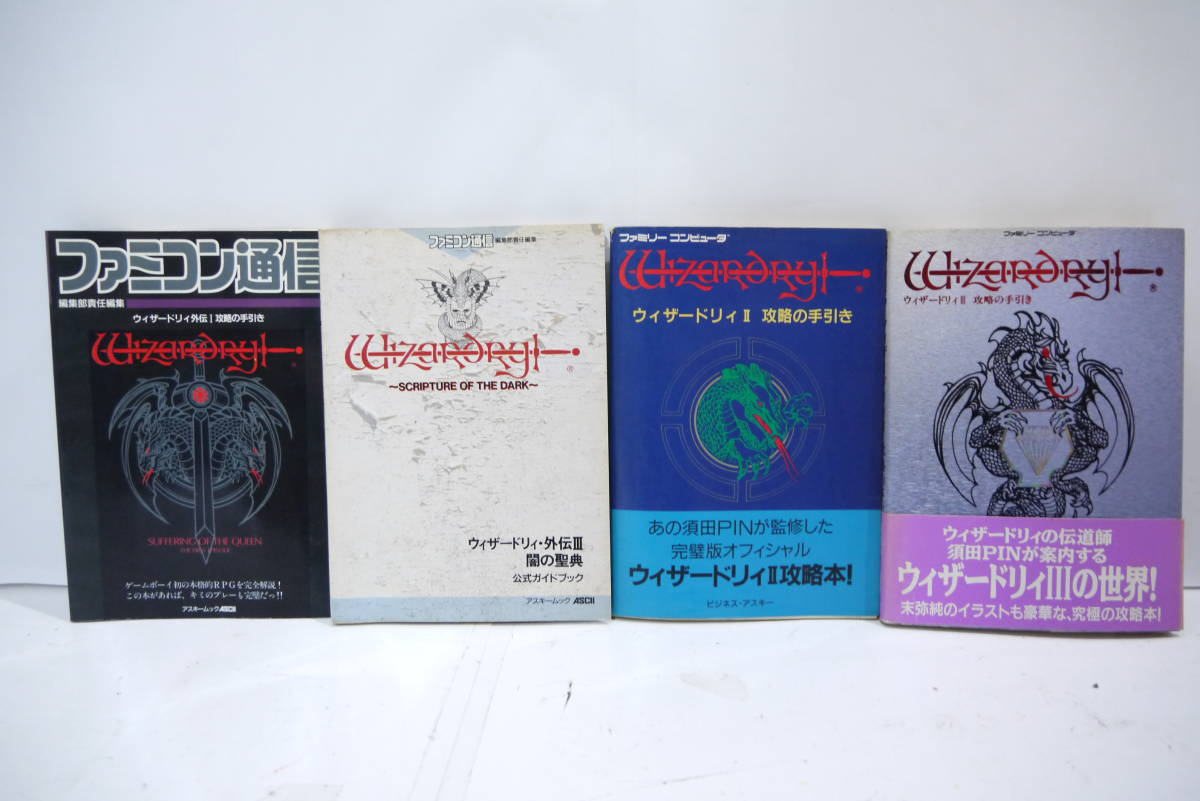 ファミコン通信
編集部責任編集
ウィザードリィ外伝Ⅰ 攻略の手引き
Wizardry
®
SUFFERING OF THE QUEEN
THE FIRST EPISODE
ゲームボーイ初の本格的RPGを完全解説!
この本があれば、キミのプレーも完璧だっ!!
アスキームック ASCII
ファミコン通信 編集部責任編集
Wizardry
®
~SCRIPTURE OF THE DARK~
ウィザードリィ・外伝Ⅲ
闇の聖典
公式ガイドブック
アスキームック ASCII
ファミリー コンピュータ™
Wizardry
®
ウィザードリィⅡ 攻略の手引き
あの須田PINが監修した
完璧版オフィシャル
ウィザードリィⅡ攻略本!
ビジネス・アスキー
ファミリー コンピュータ™
Wizardry
®
ウィザードリィⅢ 攻略の手引き
ウィザードリィの伝道師
須田PINが案内する
ウィザードリィⅢの世界!
末弥純のイラストも豪華な、究極の攻略本!